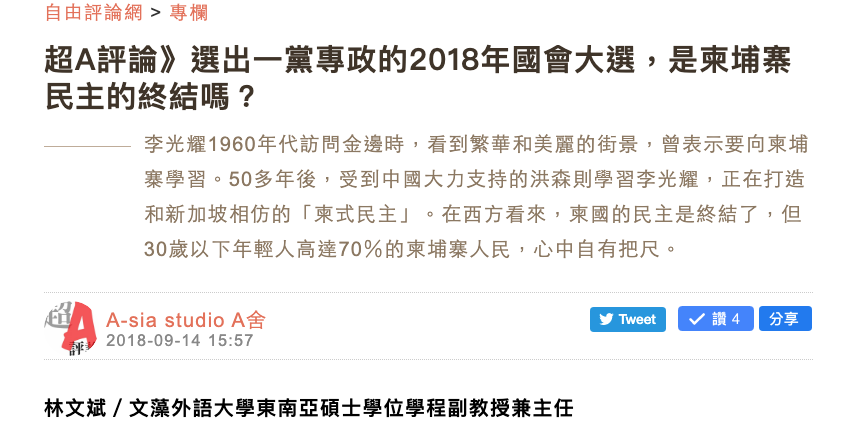 自由評論網 > 專欄
超A評論》選出一黨專政的2018年國會大選，是柬埔寨
民主的終結嗎？
李光耀1960年代訪問金邊時，看到繁華和美麗的街景，曾表示要向柬埔
寨學習。50多年後，受到中國大力支持的洪森則學習李光耀，正在打造
和新加坡相仿的「柬式民主」。在西方看來，柬國的民主是終結了，但
30歲以下年輕人高達70％的柬埔寨人民，心中自有把尺。
超A評
A-sia studio A舍
2018-09-14 15:57
Tweet
讚 4
分享
林文斌／文藻外語大學東南亞碩士學位學程副教授兼主任